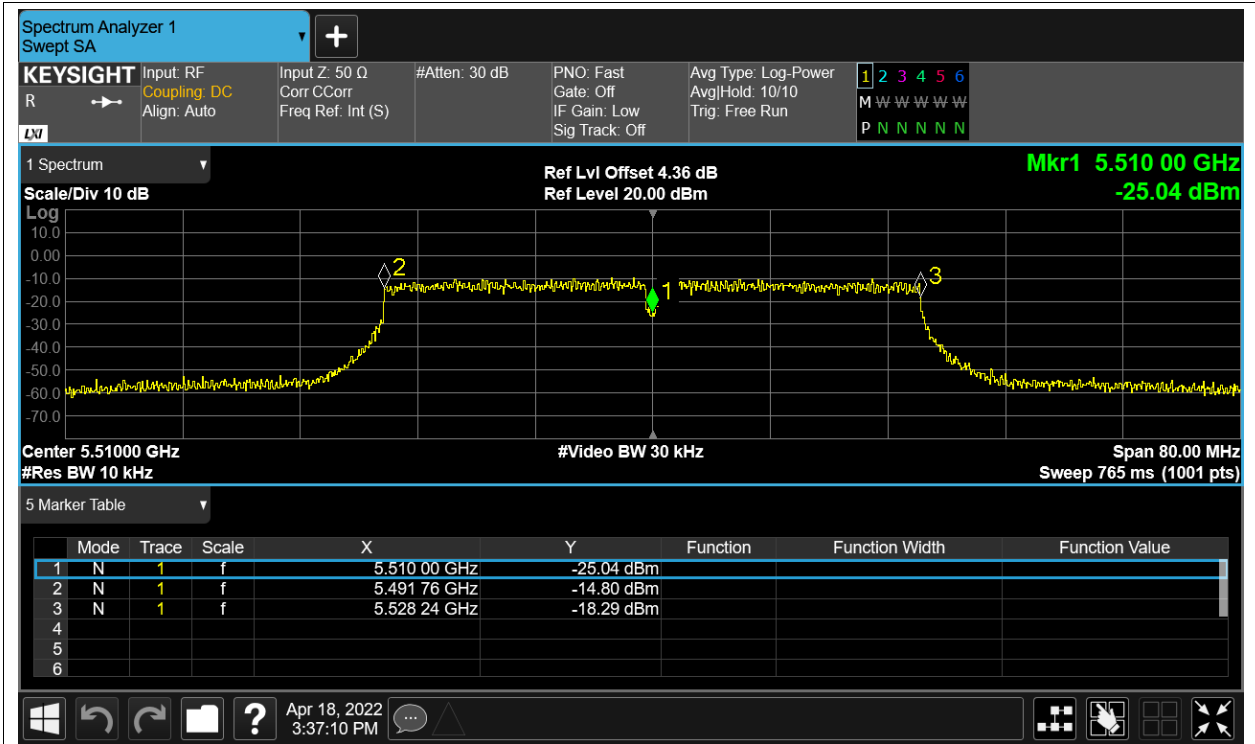 Spectrum Analyzer 1
Swept SA
KEYSIGHT
R
LXI
Input: RF
Coupling: DC
Align: Auto
Input Z: 50 Ω
Corr CCorr
Freq Ref: Int (S)
#Atten: 30 dB
PNO: Fast
Gate: Off
IF Gain: Low
Sig Track: Off
Avg Type: Log-Power
Avg|Hold: 10/10
Trig: Free Run
1 2 3 4 5 6
M W W W W W
P N N N N N
1 Spectrum
Scale/Div 10 dB
Ref Lvl Offset 4.36 dB
Ref Level 20.00 dBm
Mkr1 5.510 00 GHz
-25.04 dBm
Log
10.0
0.00
-10.0
-20.0
-30.0
-40.0
-50.0
-60.0
-70.0
2
1
3
Center 5.51000 GHz
#Video BW 30 kHz
Span 80.00 MHz
#Res BW 10 kHz
Sweep 765 ms (1001 pts)
5 Marker Table
Mode Trace Scale X Y Function Function Width Function Value
1 N 1 f 5.510 00 GHz -25.04 dBm
2 N 1 f 5.491 76 GHz -14.80 dBm
3 N 1 f 5.528 24 GHz -18.29 dBm
4
5
6
?
Apr 18, 2022
3:37:10 PM